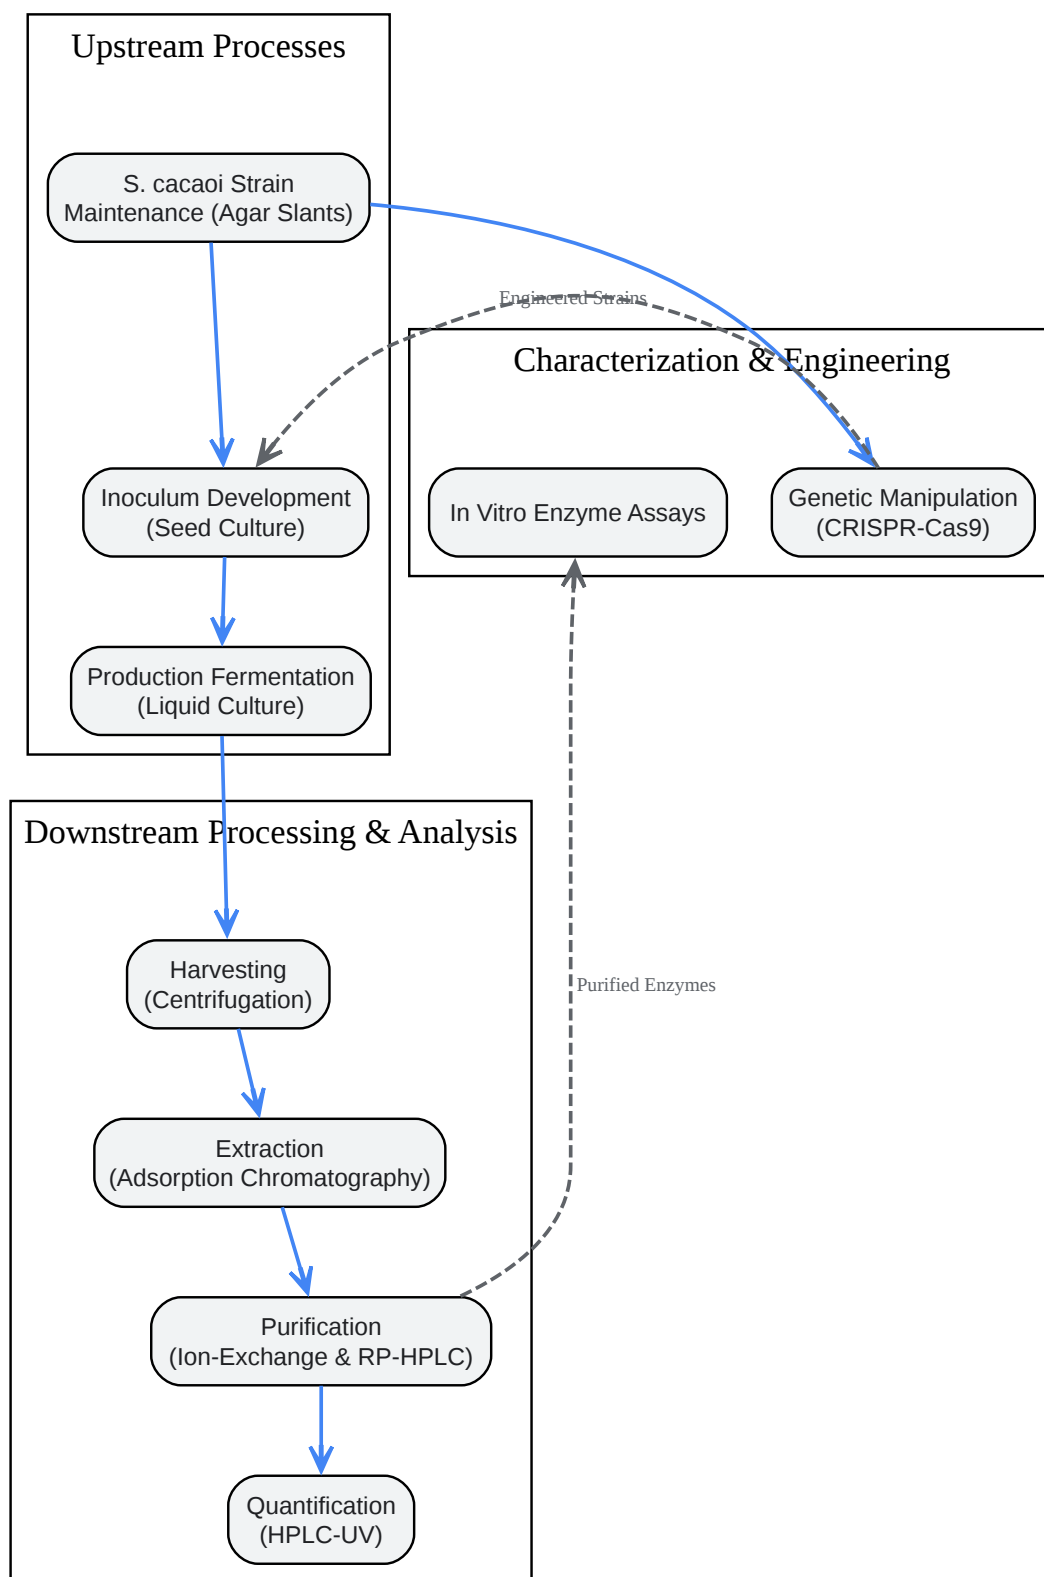 Upstream Processes
S. cacaoi Strain
Maintenance (Agar Slants)
Engineered Strains
Characterization & Engineering
Inoculum Development
(Seed Culture)
In Vitro Enzyme Assays
Genetic Manipulation
(CRISPR-Cas9)
Production Fermentation
(Liquid Culture)
Downstream Processing & Analysis
Harvesting
(Centrifugation)
Purified Enzymes
Extraction
(Adsorption Chromatography)
Purification
(Ion-Exchange & RP-HPLC)
Quantification
(HPLC-UV)